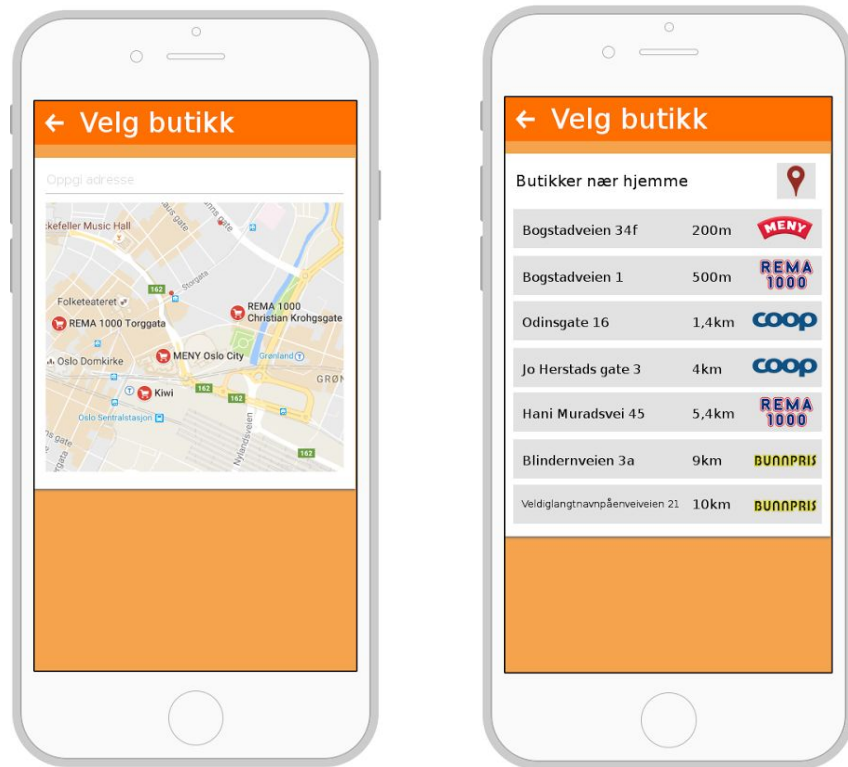 ← Velg butikk
Oppgi adresse
ckefeller Music Hall
Storgata
162
Folketeateret
REMA 1000
Christian Krohgsgate
REMA 1000 Torggata
Oslo Domkirke
MENY Oslo City
Grønland
GRØN
Kiwi
162
162
Oslo Sentralstasjon
Nylandsveien
162
← Velg butikk
Butikker nær hjemme
Bogstadveien 34f 200m MENY
Bogstadveien 1 500m REMA 1000
Odinsgate 16 1,4km coop
Jo Herstads gate 3 4km coop
Hani Muradsvei 45 5,4km REMA 1000
Blindernveien 3a 9km BUNNPRIS
Veldiglangtnavnpåenveiveien 21 10km BUNNPRIS